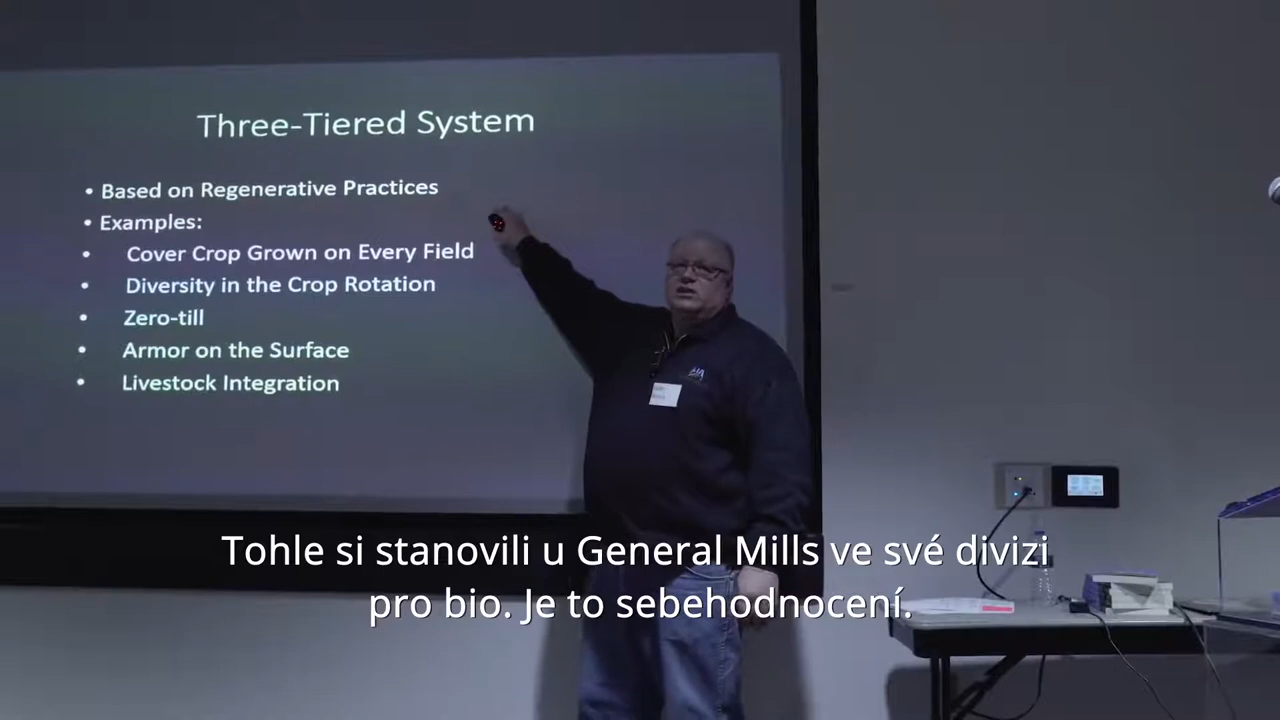 Three-Tiered System
• Based on Regenerative Practices
• Examples:
• Cover Crop Grown on Every Field
• Diversity in the Crop Rotation
• Zero-till
• Armor on the Surface
• Livestock Integration
Tohle si stanovili u General Mills ve své divizi
pro bio. Je to sebehodnocení.